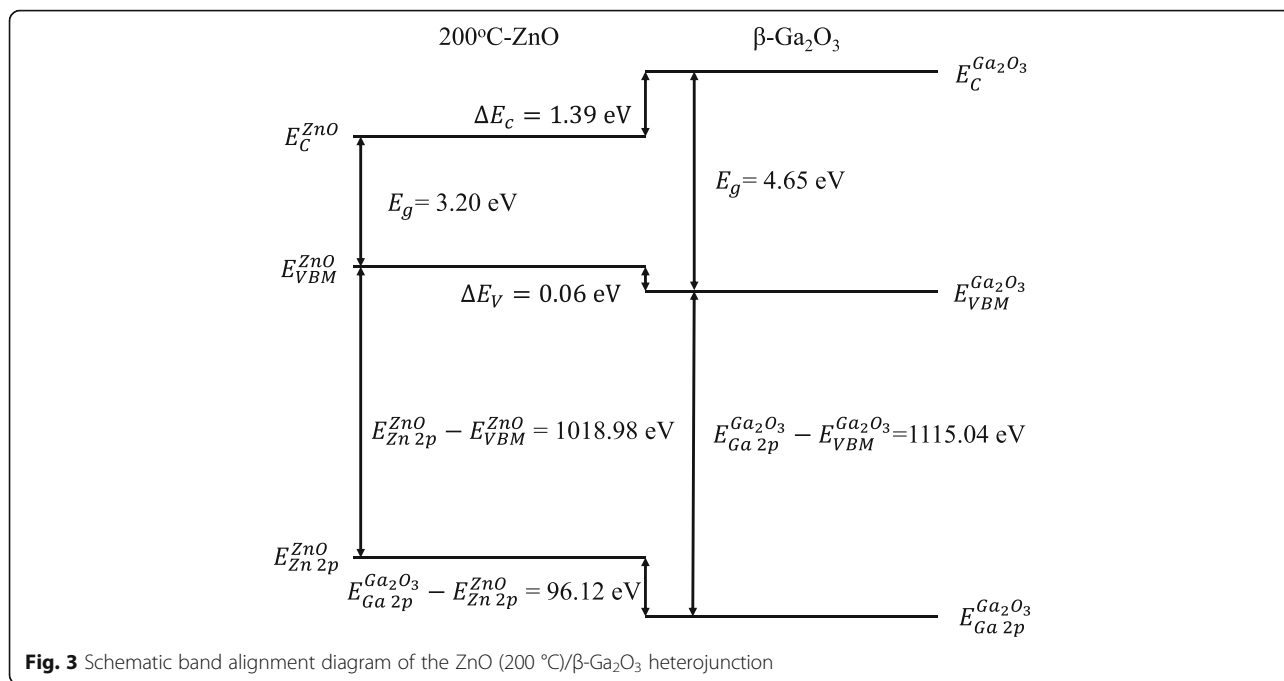 200°C-ZnO β-Ga₂O₃
E_C^{Ga₂O₃}
ΔE_c = 1.39 eV
E_C^{ZnO}
E_g= 3.20 eV E_g= 4.65 eV
E_{VBM}^{ZnO}
ΔE_V = 0.06 eV E_{VBM}^{Ga₂O₃}
E_{Zn 2p}^{ZnO} − E_{VBM}^{ZnO} = 1018.98 eV E_{Ga 2p}^{Ga₂O₃} − E_{VBM}^{Ga₂O₃}=1115.04 eV
E_{Zn 2p}^{ZnO}
E_{Ga 2p}^{Ga₂O₃} − E_{Zn 2p}^{ZnO} = 96.12 eV
E_{Ga 2p}^{Ga₂O₃}
Fig. 3 Schematic band alignment diagram of the ZnO (200 °C)/β-Ga₂O₃ heterojunction